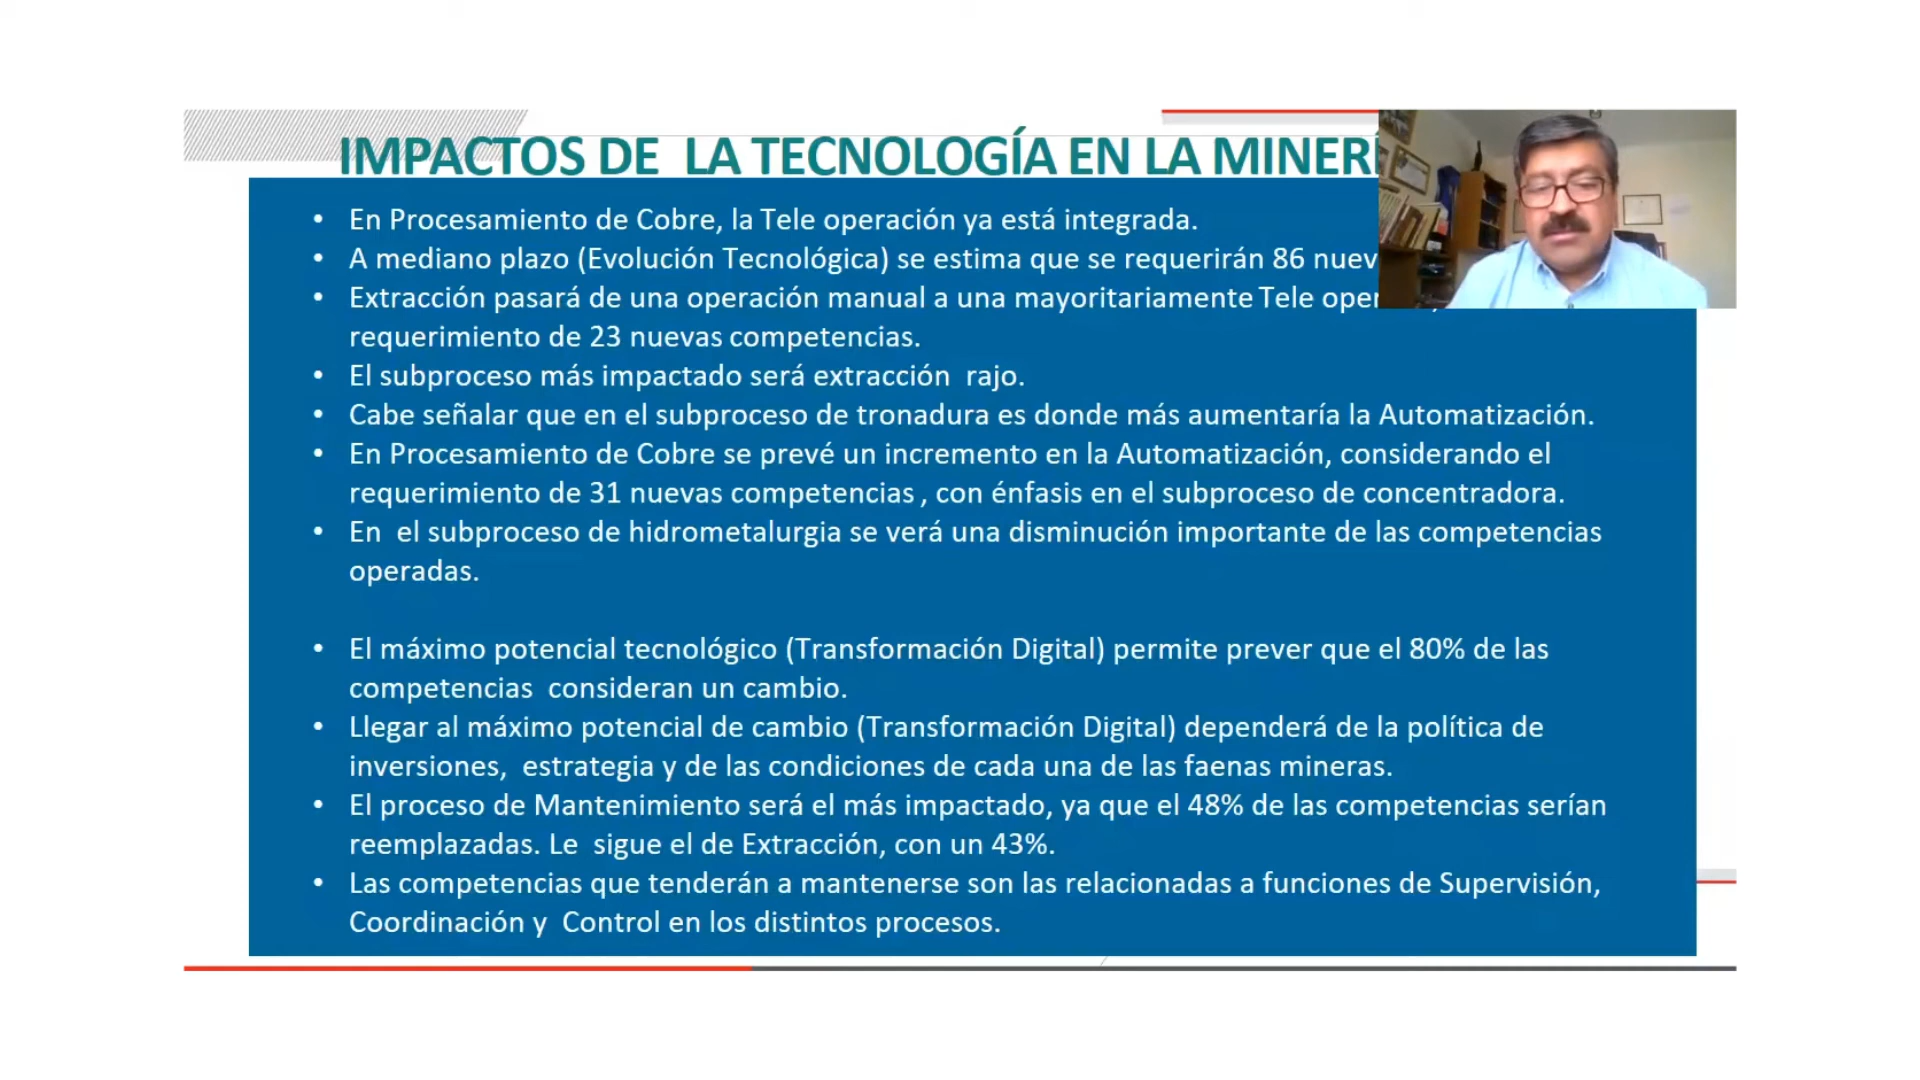 IMPACTOS DE LA TECNOLOGÍA EN LA
• En Procesamiento de Cobre, la Tele operación ya está integrada.
• A mediano plazo (Evolución Tecnológica) se estima que se requerirán 86
• Extracción pasará de una operación manual a una mayoritariamente Tele
requerimiento de 23 nuevas competencias.
• El subproceso más impactado será extracción rajo.
• Cabe señalar que en el subproceso de tronadura es donde más aumentaría la Automatización.
• En Procesamiento de Cobre se prevé un incremento en la Automatización, considerando el
requerimiento de 31 nuevas competencias , con énfasis en el subproceso de concentradora.
• En el subproceso de hidrometalurgia se verá una disminución importante de las competencias
operadas.
• El máximo potencial tecnológico (Transformación Digital) permite prever que el 80% de las
competencias consideran un cambio.
• Llegar al máximo potencial de cambio (Transformación Digital) dependerá de la política de
inversiones, estrategia y de las condiciones de cada una de las faenas mineras.
• El proceso de Mantenimiento será el más impactado, ya que el 48% de las competencias serían
reemplazadas. Le sigue el de Extracción, con un 43%.
• Las competencias que tenderán a mantenerse son las relacionadas a funciones de Supervisión,
Coordinación y Control en los distintos procesos.